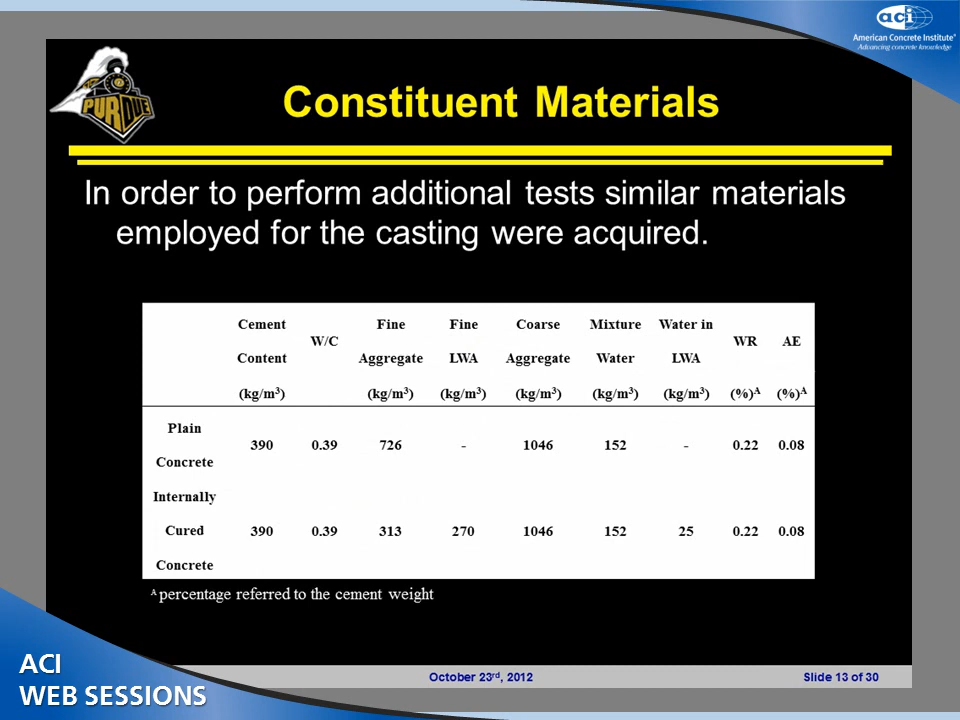 aci
American Concrete Institute®
Advancing concrete knowledge
PURDUE
Constituent Materials
In order to perform additional tests similar materials
employed for the casting were acquired.
Cement Content (kg/m³) W/C Fine Aggregate (kg/m³) Fine LWA (kg/m³) Coarse Aggregate (kg/m³) Mixture Water (kg/m³) Water in LWA (kg/m³) WR (%)ᴬ AE (%)ᴬ
Plain Concrete 390 0.39 726 - 1046 152 - 0.22 0.08
Internally Cured Concrete 390 0.39 313 270 1046 152 25 0.22 0.08
ᴬ percentage referred to the cement weight
ACI
WEB SESSIONS
October 23rd, 2012
Slide 13 of 30